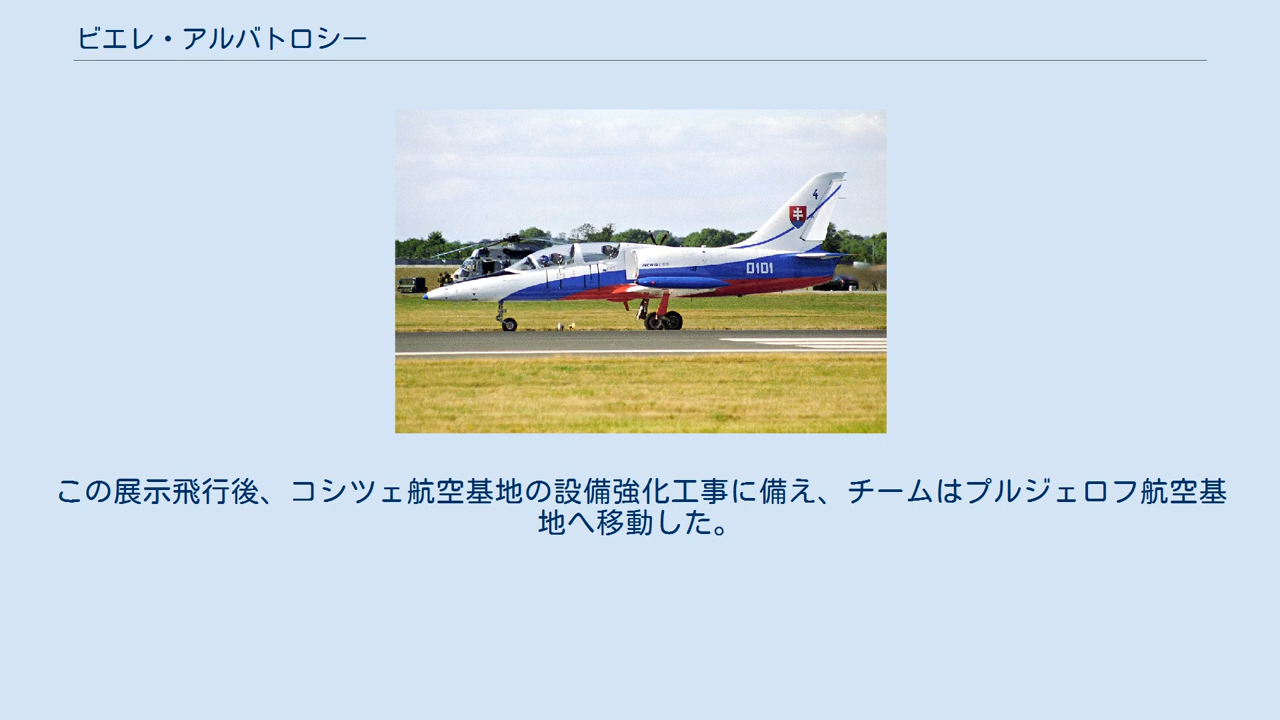 ビエレ・アルバトロシー
4
0101
この展示飛行後、コシツェ航空基地の設備強化工事に備え、チームはプルジェロフ航空基
地へ移動した。